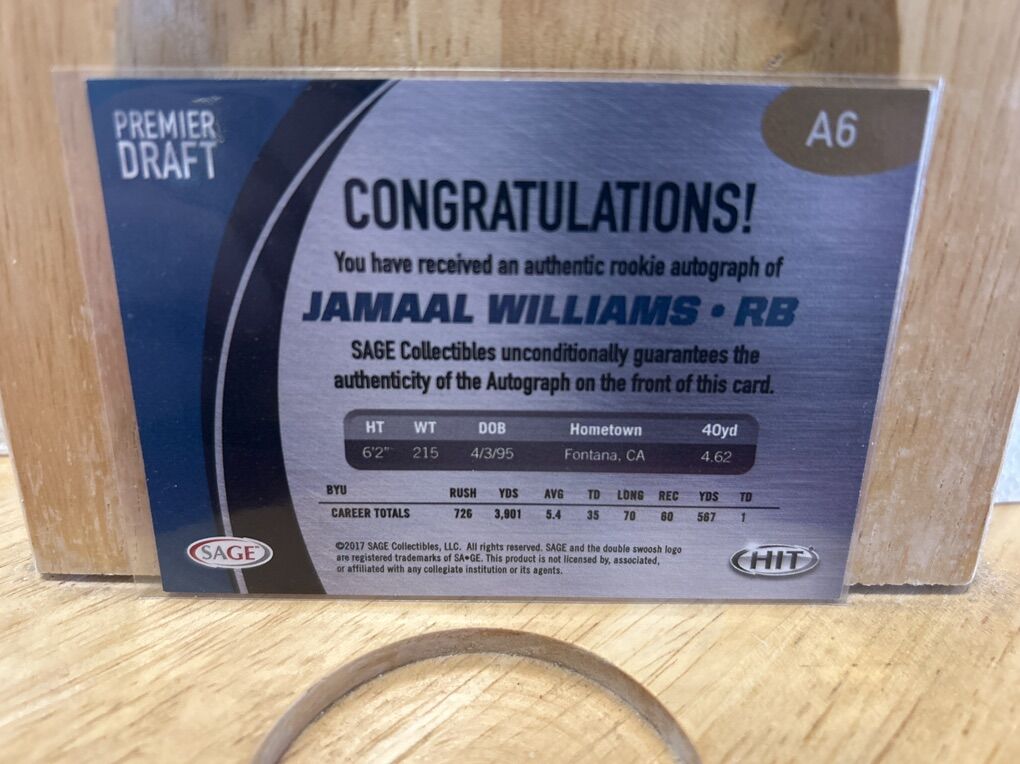 PREMIER
DRAFT
A6
CONGRATULATIONS!
You have received an authentic rookie autograph of
JAMAAL WILLIAMS • RB
SAGE Collectibles unconditionally guarantees the
authenticity of the Autograph on the front of this card.
HT WT DOB Hometown 40yd
6'2" 215 4/3/95 Fontana, CA 4.62
BYU RUSH YDS AVG TD LONG REC YDS TD
CAREER TOTALS 726 3,901 5.4 35 70 60 567 1
©2017 SAGE Collectibles, LLC. All rights reserved. SAGE and the double swoosh logo
are registered trademarks of SA•GE. This product is not licensed by, associated,
or affiliated with any collegiate institution or its agents.
SAGE™
HIT®